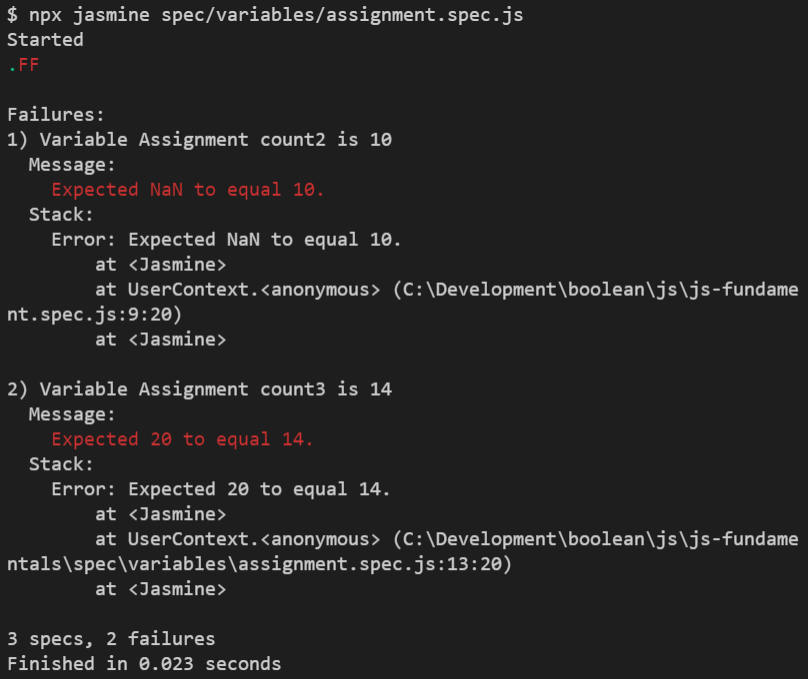 $ npx jasmine spec/variables/assignment.spec.js
Started
.FF
Failures:
1) Variable Assignment count2 is 10
Message:
Expected NaN to equal 10.
Stack:
Error: Expected NaN to equal 10.
at <Jasmine>
at UserContext.<anonymous> (C:\Development\boolean\js\js-fundame
nt.spec.js:9:20)
at <Jasmine>
2) Variable Assignment count3 is 14
Message:
Expected 20 to equal 14.
Stack:
Error: Expected 20 to equal 14.
at <Jasmine>
at UserContext.<anonymous> (C:\Development\boolean\js\js-fundame
ntals\spec\variables\assignment.spec.js:13:20)
at <Jasmine>
3 specs, 2 failures
Finished in 0.023 seconds